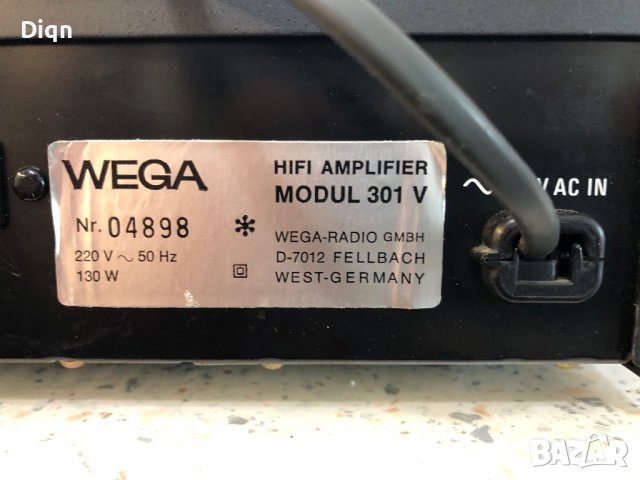 Diqn
WEGA
Nr. 04898
220 V ~ 50 Hz
130 W
HIFI AMPLIFIER
MODUL 301 V
WEGA-RADIO GMBH
D-7012 FELLBACH
WEST-GERMANY
~ V AC IN
BAZAR